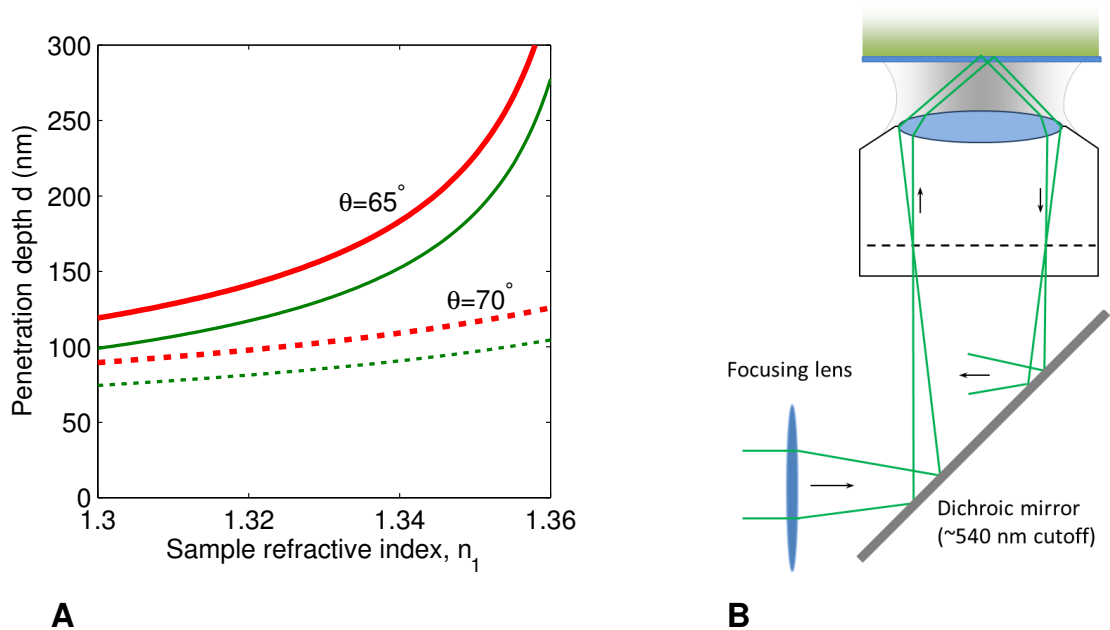 300
250
200
150
100
50
0
Penetration depth d (nm)
θ=65°
θ=70°
1.3
1.32
1.34
1.36
Sample refractive index, n1
A
Focusing lens
Dichroic mirror
(~540 nm cutoff)
B